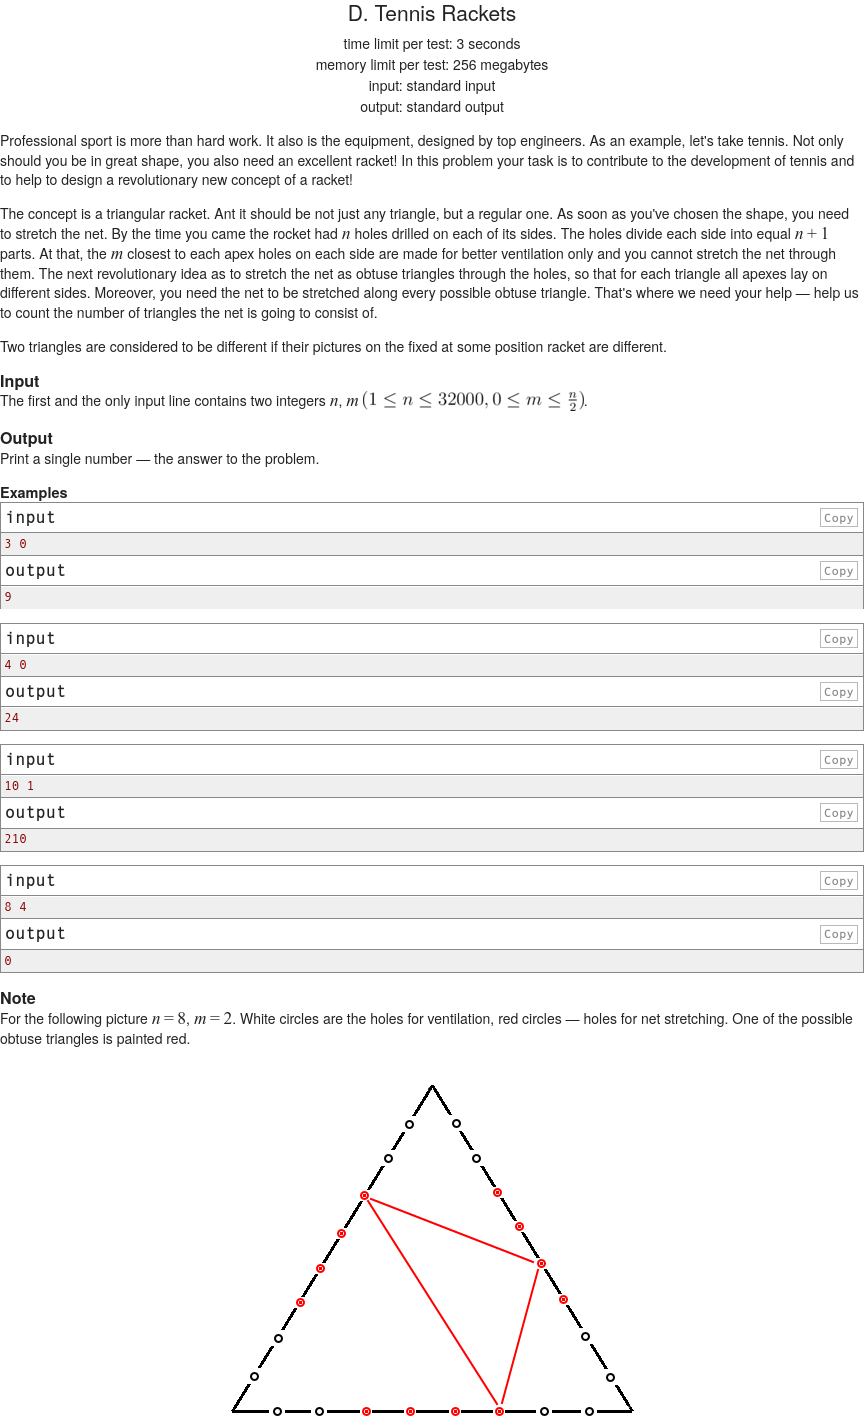 D. Tennis Rackets
time limit per test: 3 seconds
memory limit per test: 256 megabytes
input: standard input
output: standard output
Professional sport is more than hard work. It also is the equipment, designed by top engineers. As an example, let's take tennis. Not only
should you be in great shape, you also need an excellent racket! In this problem your task is to contribute to the development of tennis and
to help to design a revolutionary new concept of a racket!
The concept is a triangular racket. Ant it should be not just any triangle, but a regular one. As soon as you've chosen the shape, you need
to stretch the net. By the time you came the rocket had n holes drilled on each of its sides. The holes divide each side into equal n + 1
parts. At that, the m closest to each apex holes on each side are made for better ventilation only and you cannot stretch the net through
them. The next revolutionary idea as to stretch the net as obtuse triangles through the holes, so that for each triangle all apexes lay on
different sides. Moreover, you need the net to be stretched along every possible obtuse triangle. That's where we need your help — help us
to count the number of triangles the net is going to consist of.
Two triangles are considered to be different if their pictures on the fixed at some position racket are different.
Input
The first and the only input line contains two integers n, m (1 ≤ n ≤ 32000, 0 ≤ m ≤ n/2).
Output
Print a single number — the answer to the problem.
Examples
input
Copy
3 0
output
Copy
9
input
Copy
4 0
output
Copy
24
input
Copy
10 1
output
Copy
210
input
Copy
8 4
output
Copy
0
Note
For the following picture n = 8, m = 2. White circles are the holes for ventilation, red circles — holes for net stretching. One of the possible
obtuse triangles is painted red.